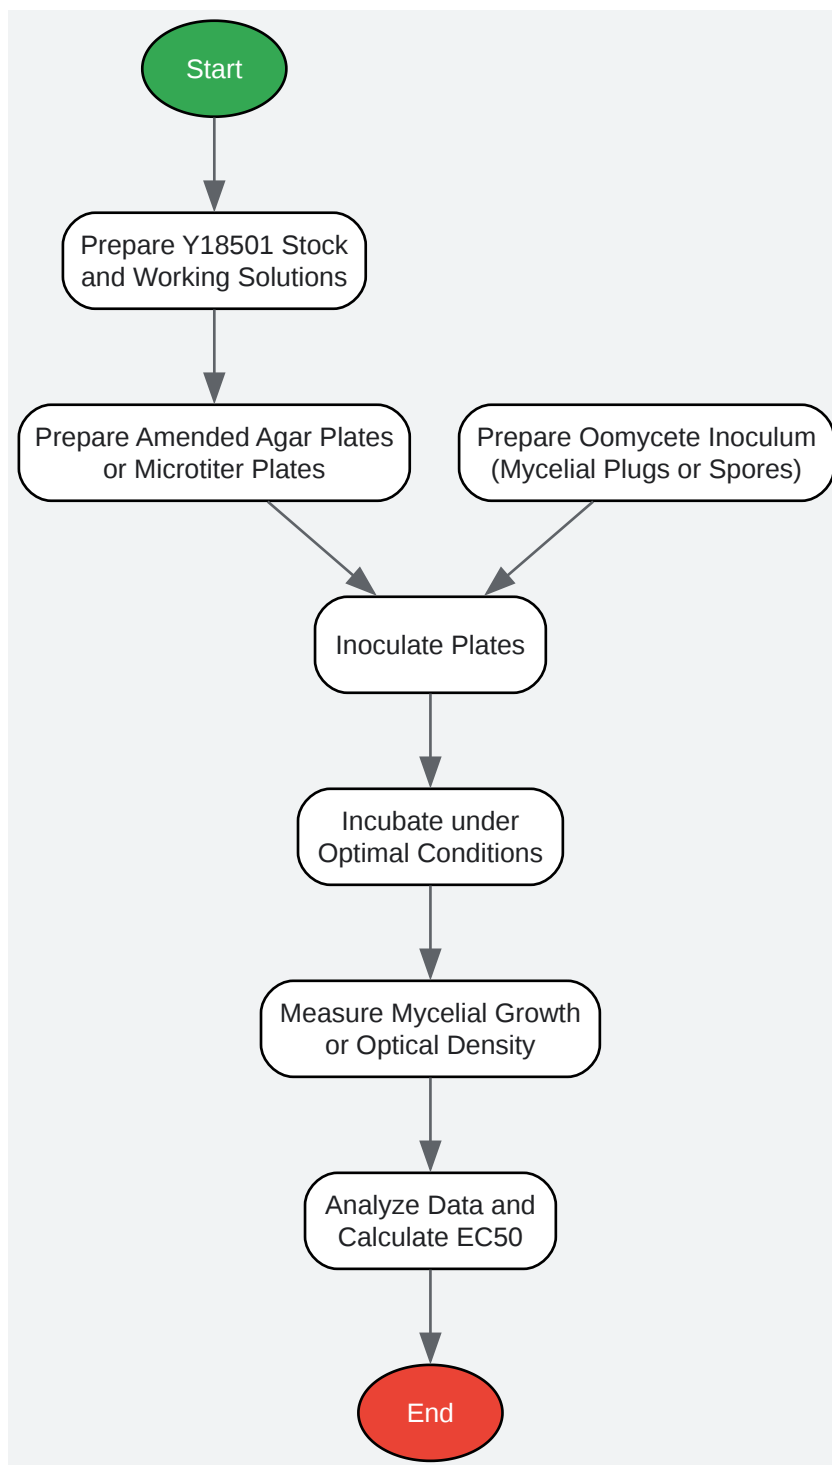 Start
Prepare Y18501 Stock
and Working Solutions
Prepare Amended Agar Plates
or Microtiter Plates
Prepare Oomycete Inoculum
(Mycelial Plugs or Spores)
Inoculate Plates
Incubate under
Optimal Conditions
Measure Mycelial Growth
or Optical Density
Analyze Data and
Calculate EC50
End